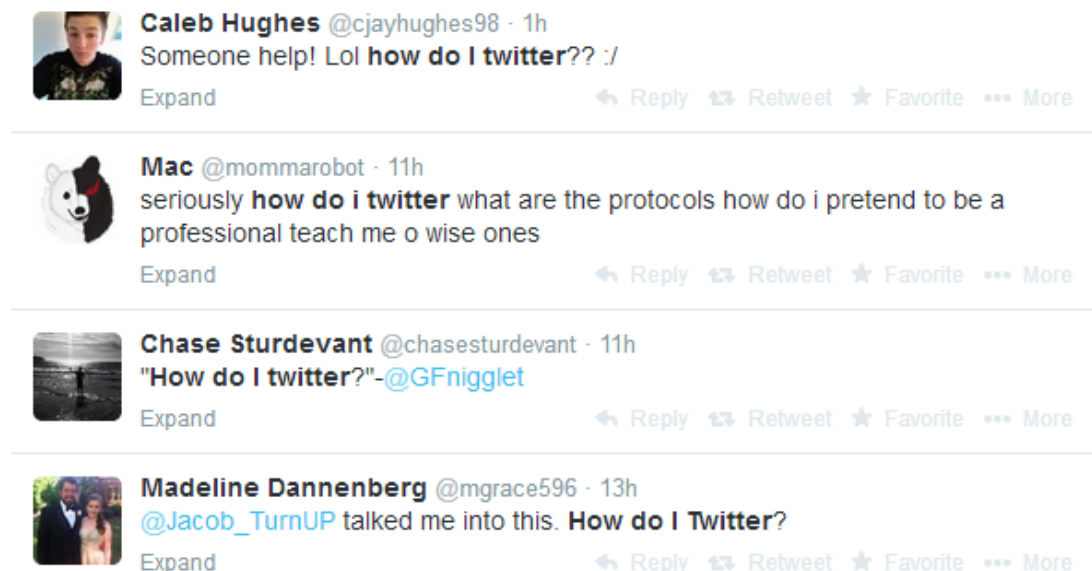 Caleb Hughes @cjayhughes98 · 1h
Someone help! Lol how do I twitter?? :/
Expand Reply Retweet Favorite More
Mac @mommarobot · 11h
seriously how do i twitter what are the protocols how do i pretend to be a
professional teach me o wise ones
Expand Reply Retweet Favorite More
Chase Sturdevant @chasesturdevant · 11h
"How do I twitter?"-@GFnigglet
Expand Reply Retweet Favorite More
Madeline Dannenberg @mgrace596 · 13h
@Jacob_TurnUP talked me into this. How do I Twitter?
Expand Reply Retweet Favorite More